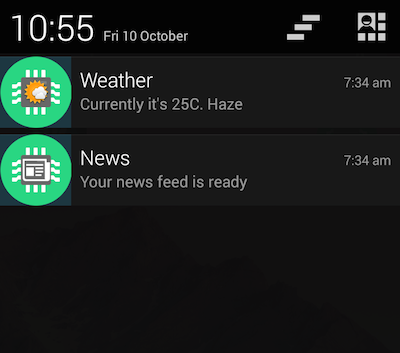 10:55 Fri 10 October
Weather 7:34 am
Currently it's 25C. Haze
News 7:34 am
Your news feed is ready